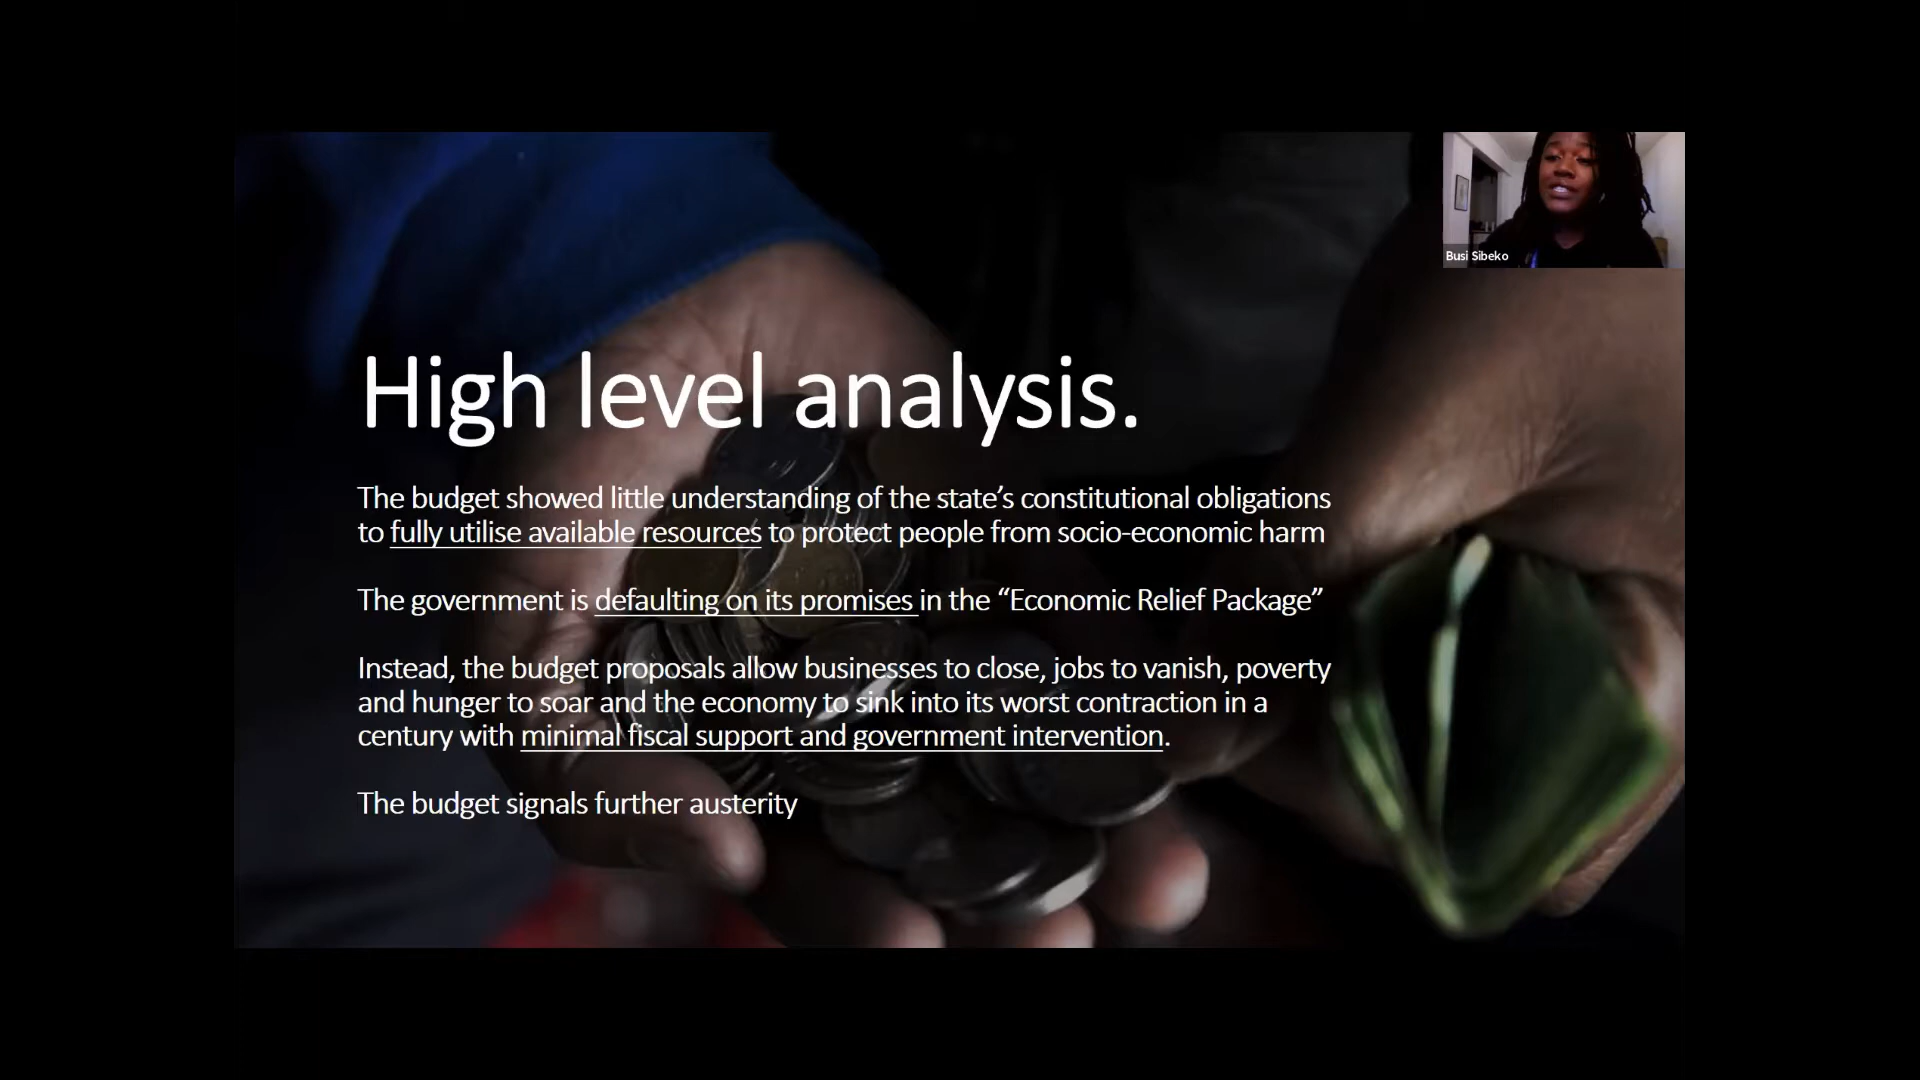 Busi Sibeko
High level analysis.
The budget showed little understanding of the state’s constitutional obligations
to fully utilise available resources to protect people from socio-economic harm
The government is defaulting on its promises in the “Economic Relief Package”
Instead, the budget proposals allow businesses to close, jobs to vanish, poverty
and hunger to soar and the economy to sink into its worst contraction in a
century with minimal fiscal support and government intervention.
The budget signals further austerity